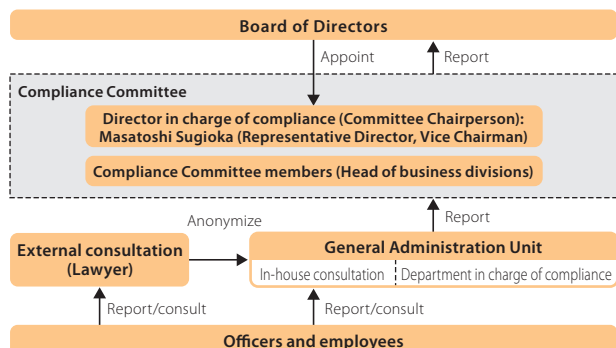 Board of Directors
Appoint
Report
Compliance Committee
Director in charge of compliance (Committee Chairperson):
Masatoshi Sugioka (Representative Director, Vice Chairman)
Compliance Committee members (Head of business divisions)
Anonymize
Report
External consultation
(Lawyer)
General Administration Unit
In-house consultation
Department in charge of compliance
Report/consult
Report/consult
Officers and employees